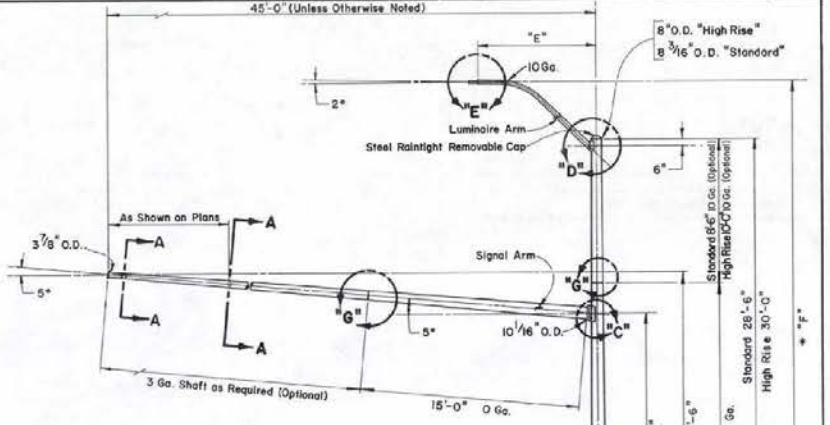 45'-0" (Unless Otherwise Noted)
"E"
8" O.D. "High Rise"
8 3/16" O.D. "Standard"
10 Ga.
2°
"E"
Luminaire Arm
Steel Raintight Removable Cap
"D"
6"
Standard 8'-6" 10 Ga. (Optional)
High Rise 10'-0" 10 Ga. (Optional)
As Shown on Plans
A
A
3 7/8" O.D.
Signal Arm
"G"
5°
A
A
"G"
5°
10 1/16" O.D.
"C"
Standard 28'-6"
High Rise 30'-0"
* "F"
3 Ga. Shaft as Required (Optional)
15'-0" 0 Ga.
-6"
Ga.